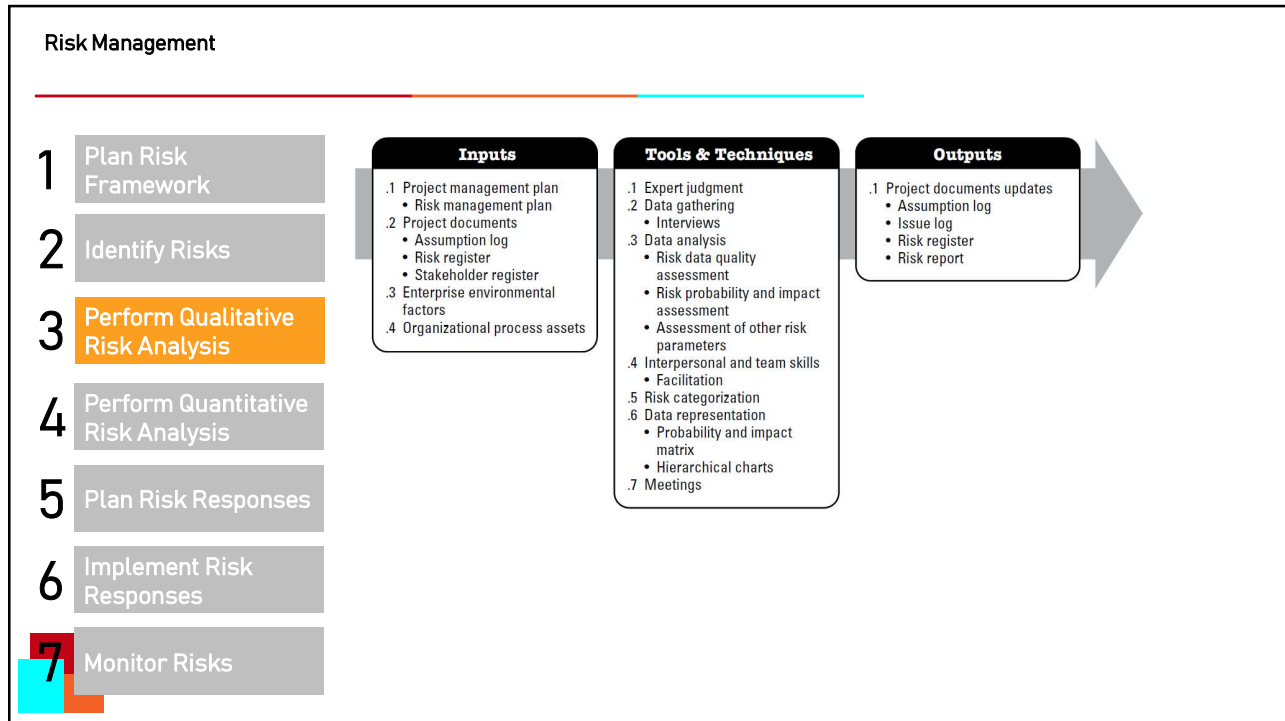 Risk Management
1
Plan Risk
Framework
2
Identify Risks
3
Perform Qualitative
Risk Analysis
4
Perform Quantitative
Risk Analysis
5
Plan Risk Responses
6
Implement Risk
Responses
7
Monitor Risks
Inputs
.1 Project management plan
• Risk management plan
.2 Project documents
• Assumption log
• Risk register
• Stakeholder register
.3 Enterprise environmental
factors
.4 Organizational process assets
Tools & Techniques
.1 Expert judgment
.2 Data gathering
• Interviews
.3 Data analysis
• Risk data quality
assessment
• Risk probability and impact
assessment
• Assessment of other risk
parameters
.4 Interpersonal and team skills
• Facilitation
.5 Risk categorization
.6 Data representation
• Probability and impact
matrix
• Hierarchical charts
.7 Meetings
Outputs
.1 Project documents updates
• Assumption log
• Issue log
• Risk register
• Risk report